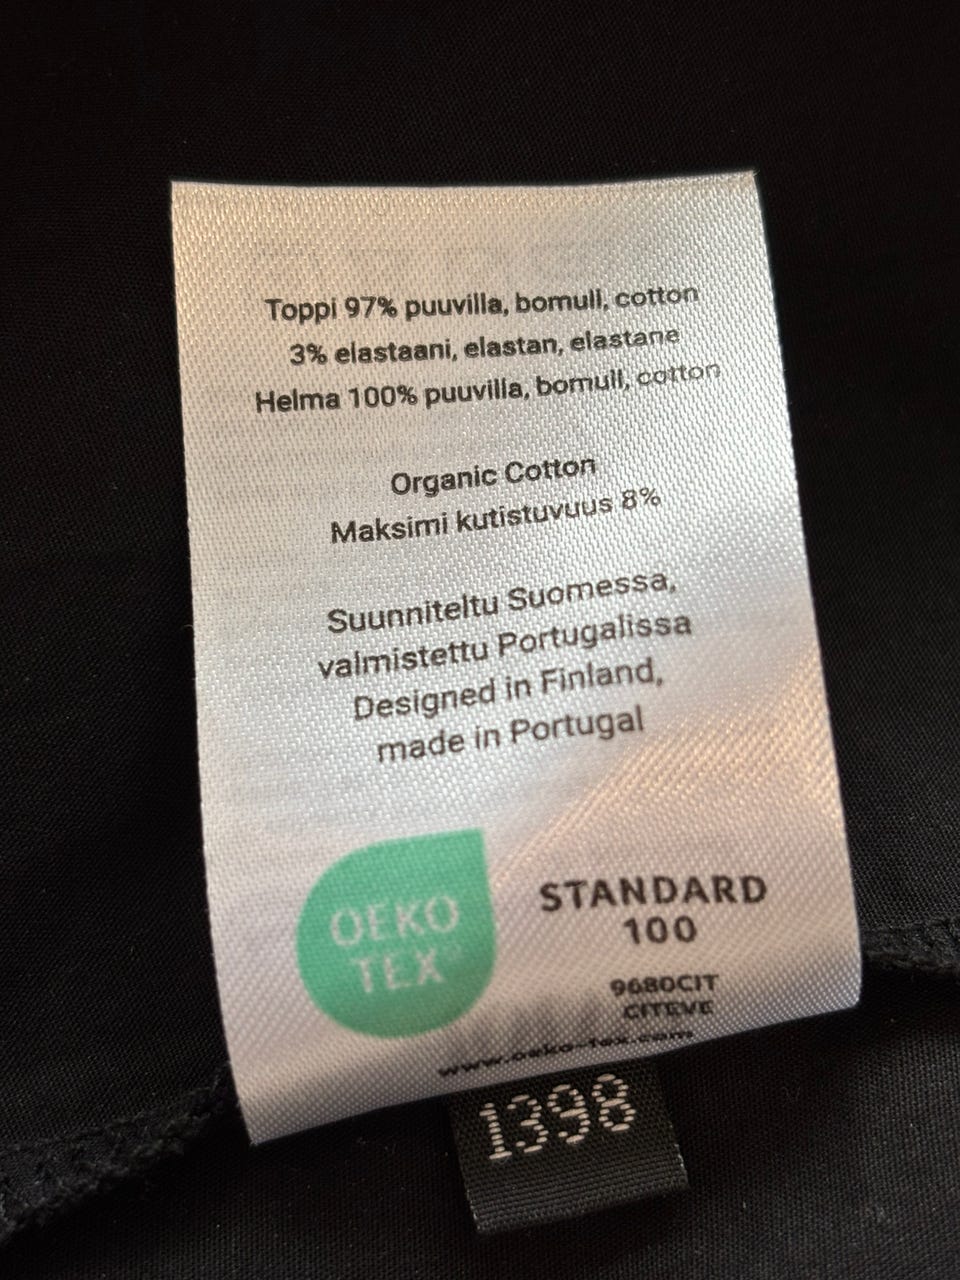 Toppi 97% puuvilla, bomull, cotton
3% elastaani, elastan, elastane
Helma 100% puuvilla, bomull, cotton
Organic Cotton
Maksimi kutistuvuus 8%
Suunniteltu Suomessa,
valmistettu Portugalissa
Designed in Finland,
made in Portugal
OEKO
TEX®
STANDARD
100
9680CIT
CITEVE
www.oeko-tex.com
1398